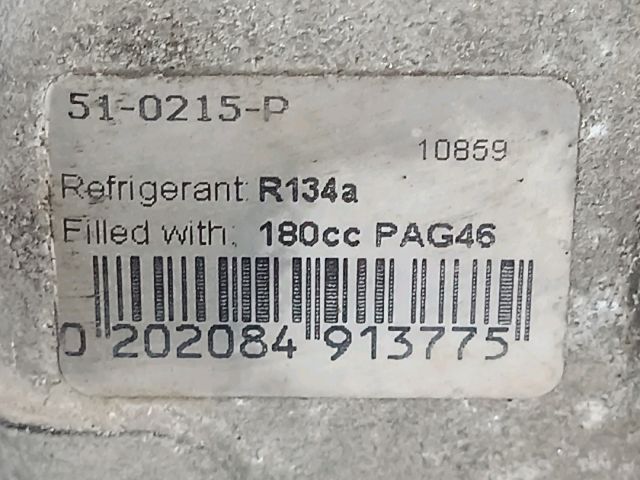 51-0215-P
10859
Refrigerant: R134a
Filled with: 180cc PAG46
0 202084 913775